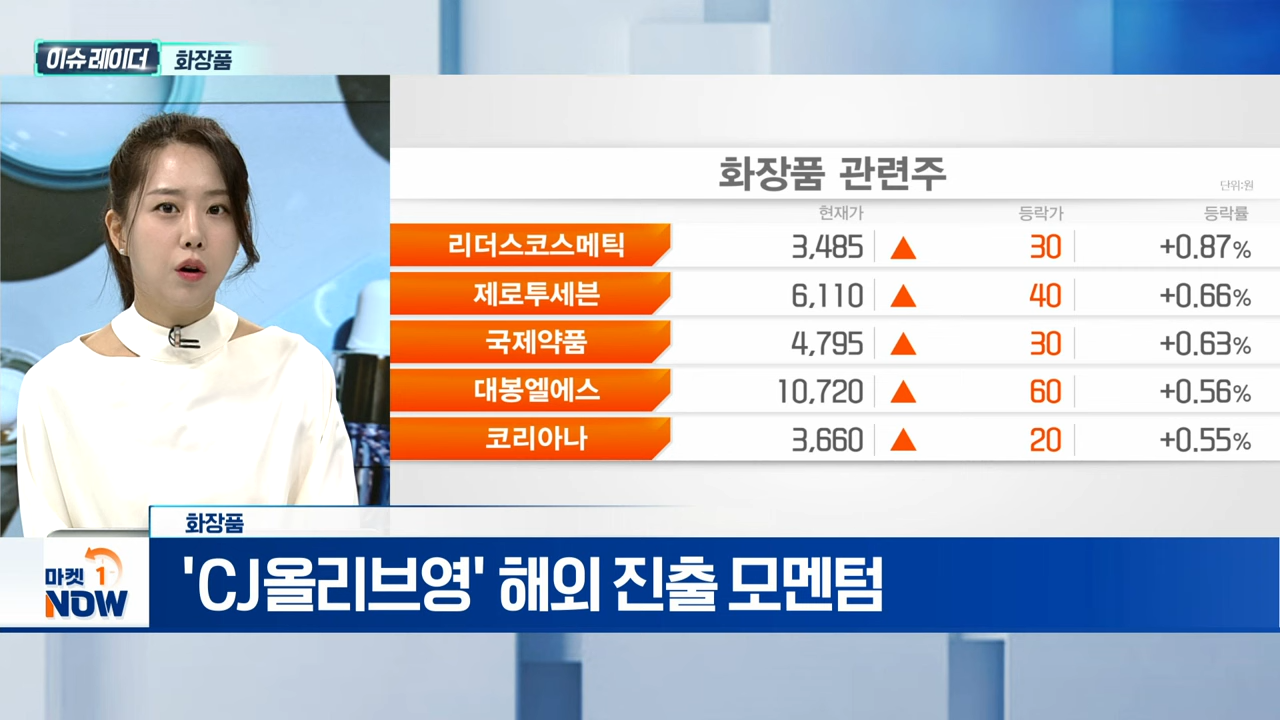 이슈 레이더 화장품
화장품 관련주
단위:원
현재가 등락가 등락률
리더스코스메틱 3,485 ▲ 30 +0.87%
제로투세븐 6,110 ▲ 40 +0.66%
국제약품 4,795 ▲ 30 +0.63%
대봉엘에스 10,720 ▲ 60 +0.56%
코리아나 3,660 ▲ 20 +0.55%
화장품
마켓 1
NOW
'CJ올리브영' 해외 진출 모멘텀